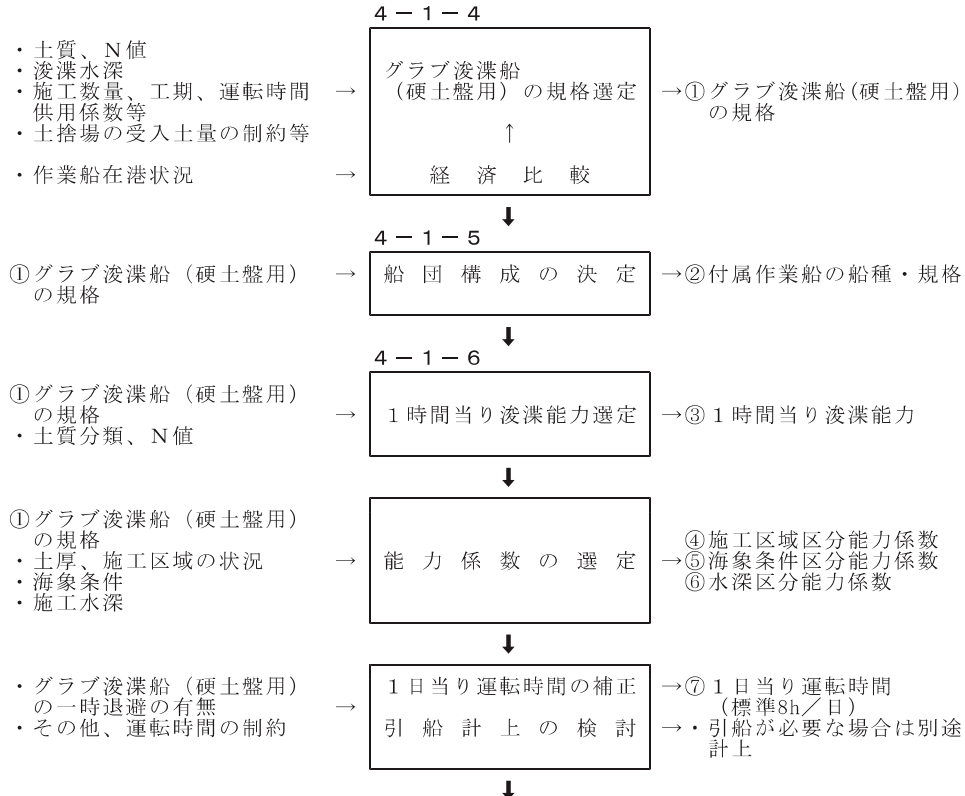 ４－１－４
・土質、Ｎ値
・浚渫水深
・施工数量、工期、運転時間
供用係数等
・土捨場の受入土量の制約等
・作業船在港状況
→
→
グラブ浚渫船
（硬土盤用）の規格選定
↑
経済比較
→①グラブ浚渫船(硬土盤用)
の規格
⬇
４－１－５
①グラブ浚渫船（硬土盤用）
の規格
→
船団構成の決定
→②付属作業船の船種・規格
⬇
４－１－６
①グラブ浚渫船（硬土盤用）
の規格
・土質分類、Ｎ値
→
１時間当り浚渫能力選定
→③１時間当り浚渫能力
⬇
①グラブ浚渫船（硬土盤用）
の規格
・土厚、施工区域の状況
・海象条件
・施工水深
→
能力係数の選定
④施工区域区分能力係数
→⑤海象条件区分能力係数
⑥水深区分能力係数
⬇
・グラブ浚渫船（硬土盤用）
の一時退避の有無
・その他、運転時間の制約
→
１日当り運転時間の補正
引船計上の検討
→⑦１日当り運転時間
（標準8h／日）
→・引船が必要な場合は別途
計上
⬇